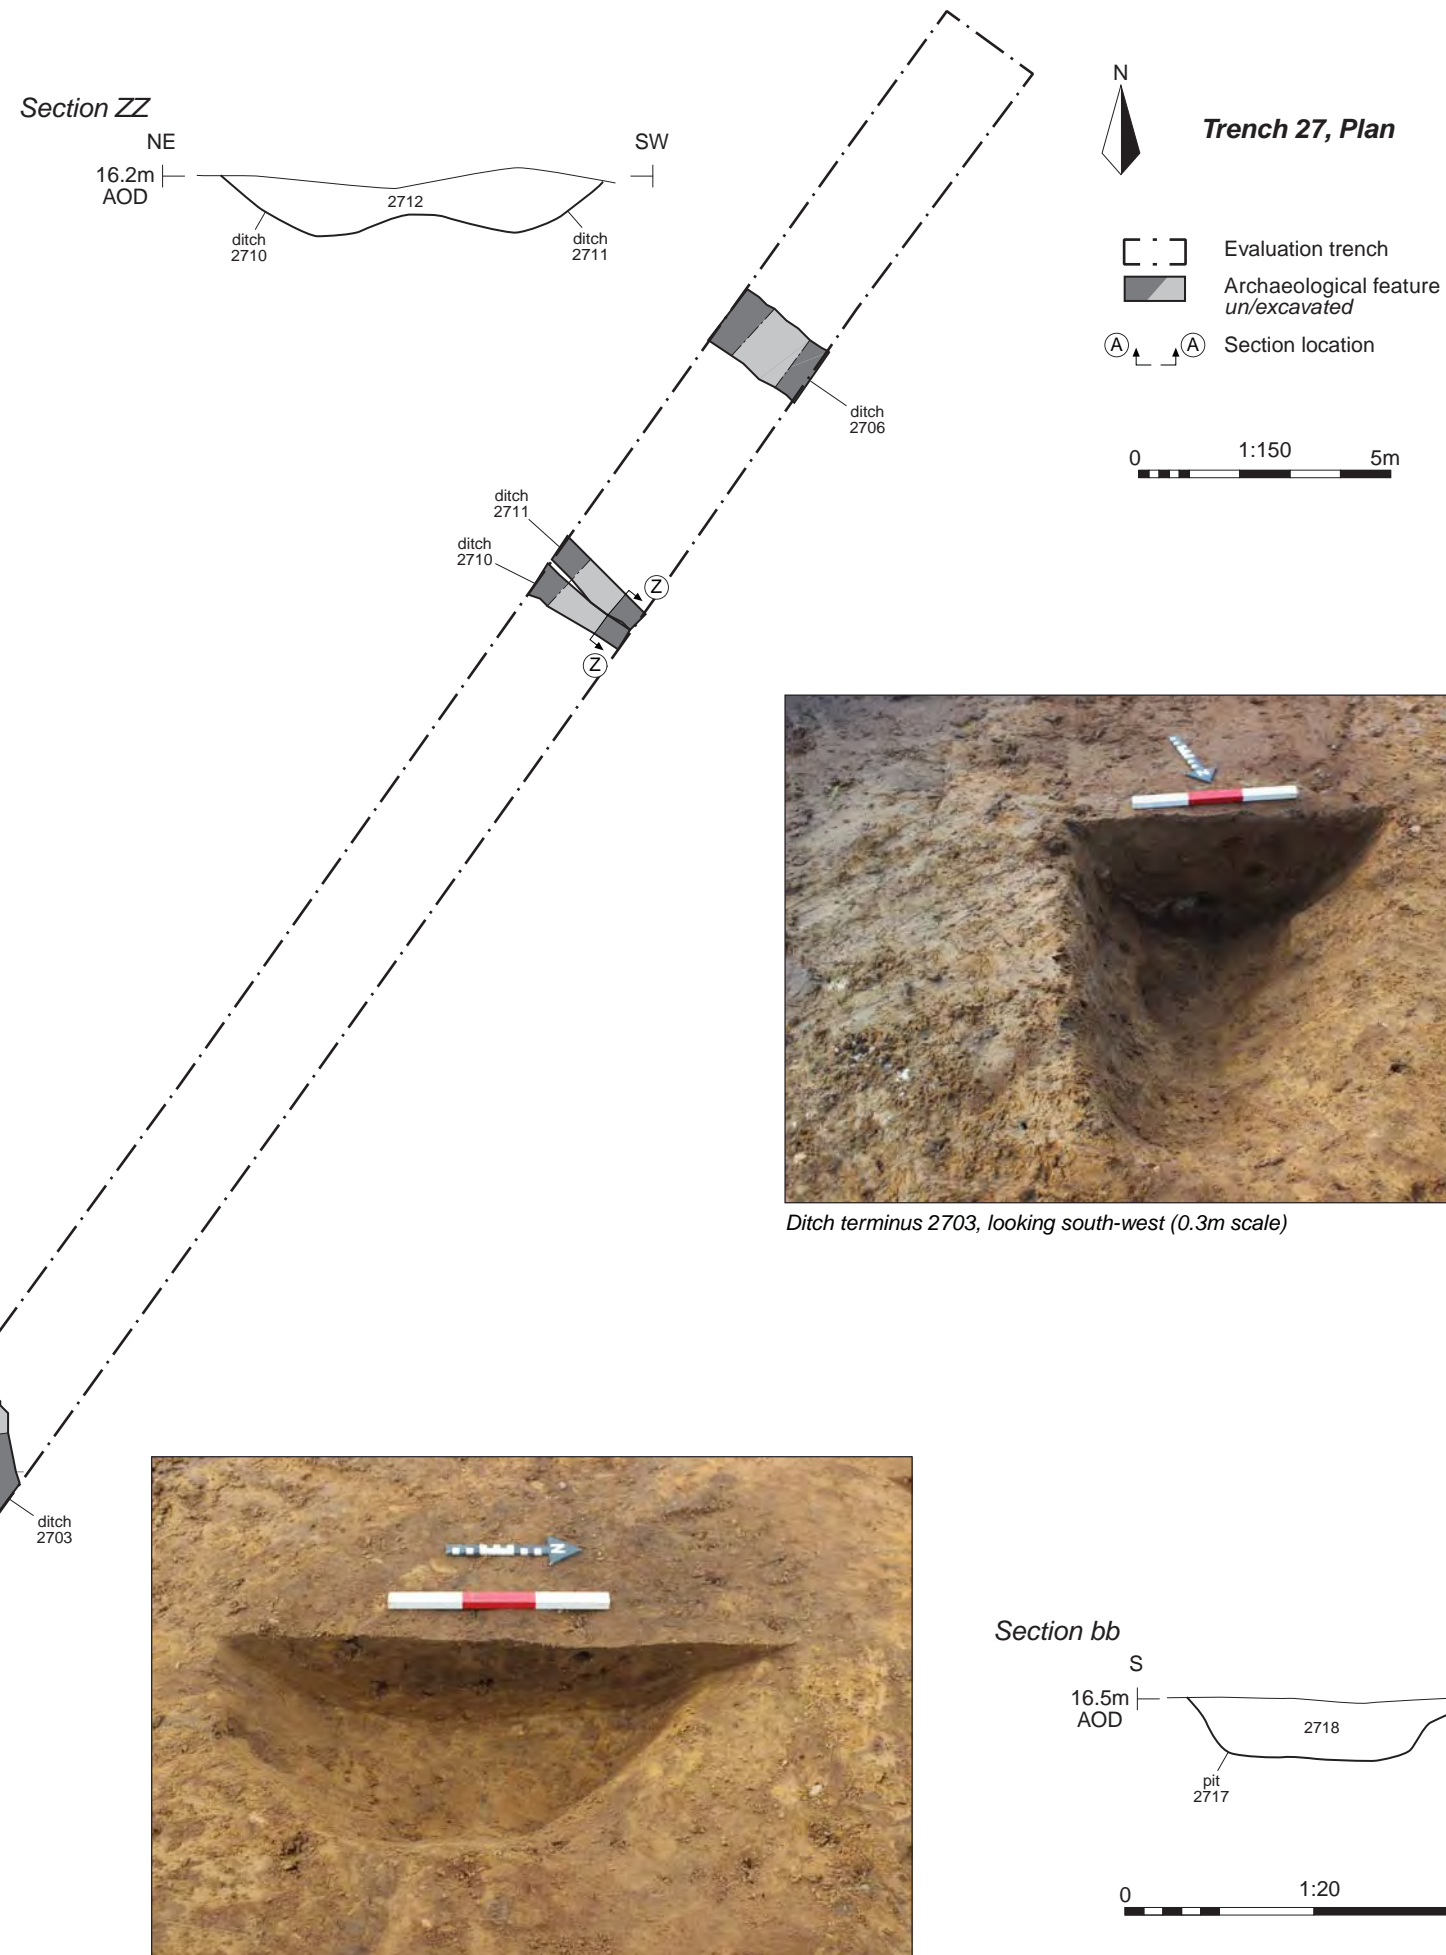 Section ZZ
NE
SW
16.2m
AOD
2712
ditch
2710
ditch
2711
N
Trench 27, Plan
Evaluation trench
Archaeological feature
un/excavated
A A Section location
0 1:150 5m
ditch
2706
ditch
2711
ditch
2710
Z
Z
Ditch terminus 2703, looking south-west (0.3m scale)
ditch
2703
N
Section bb
S
16.5m
AOD
2718
pit
2717
0 1:20